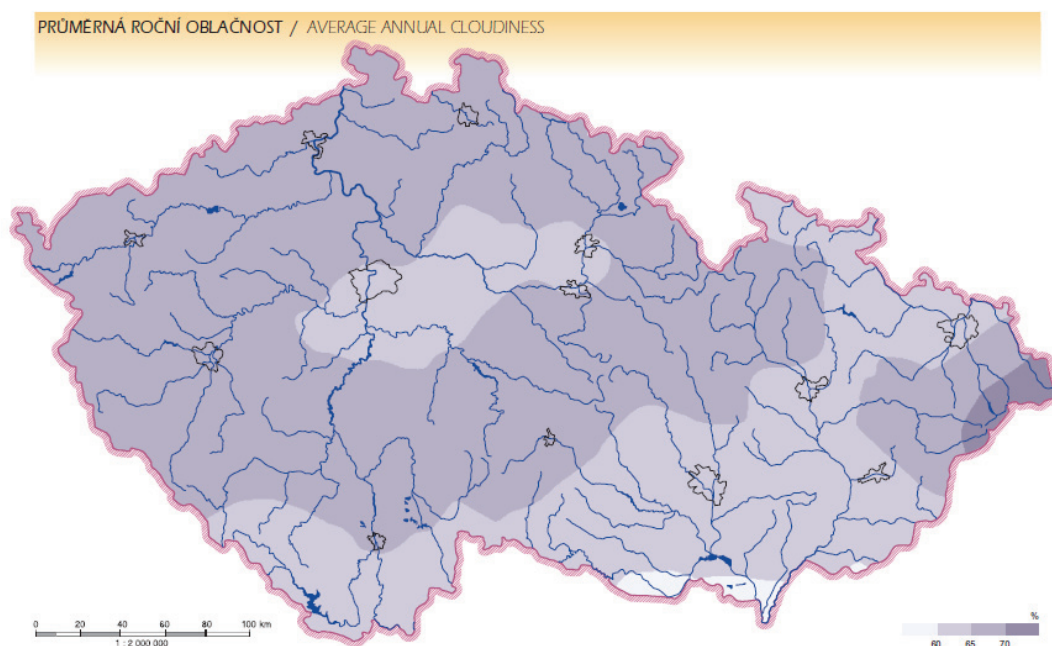 PRŮMĚRNÁ ROČNÍ OBLAČNOST / AVERAGE ANNUAL CLOUDINESS
0 20 40 60 80 100 km
1 : 2 000 000
%
60 65 70